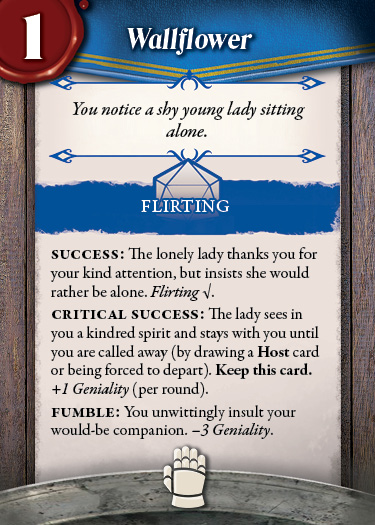 1
Wallflower
You notice a shy young lady sitting
alone.
FLIRTING
SUCCESS: The lonely lady thanks you for
your kind attention, but insists she would
rather be alone. Flirting √.
CRITICAL SUCCESS: The lady sees in
you a kindred spirit and stays with you until
you are called away (by drawing a Host card
or being forced to depart). Keep this card.
+1 Geniality (per round).
FUMBLE: You unwittingly insult your
would-be companion. –3 Geniality.